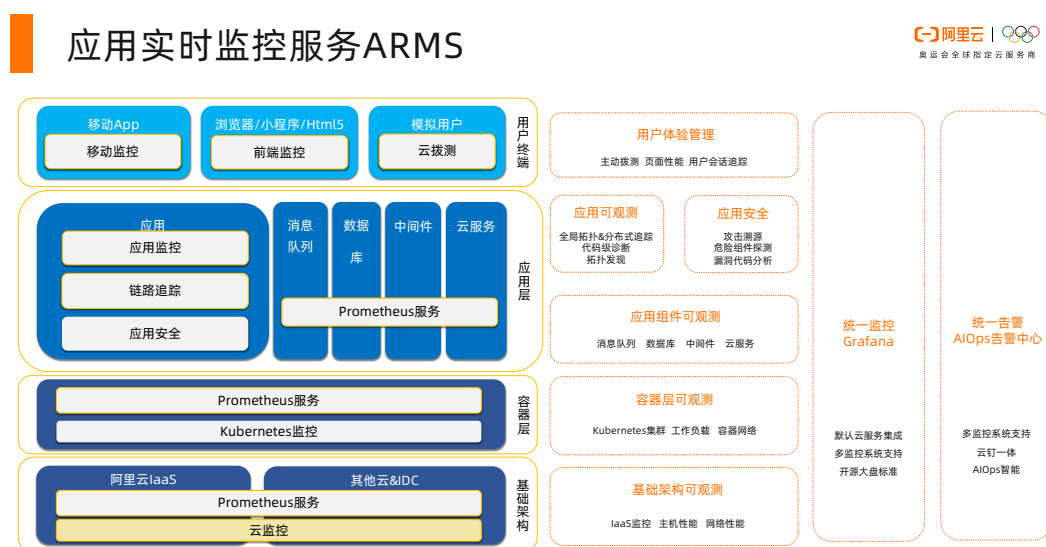 应用实时监控服务ARMS
阿里云
奥运会全球指定云服务商
移动App
移动监控
浏览器/小程序/Html5
前端监控
模拟用户
云拨测
用户终端
用户体验管理
主动拨测 页面性能 用户会话追踪
应用
应用监控
链路追踪
应用安全
消息
队列
数据
库
中间件
云服务
Prometheus服务
应用层
应用可观测
全局拓扑&分布式追踪
代码级诊断
拓扑发现
应用安全
攻击溯源
危险组件探测
漏洞代码分析
应用组件可观测
消息队列 数据库 中间件 云服务
Prometheus服务
Kubernetes监控
容器层
容器层可观测
Kubernetes集群 工作负载 容器网络
阿里云IaaS
其他云&IDC
Prometheus服务
云监控
基础架构
基础架构可观测
IaaS监控 主机性能 网络性能
统一监控
Grafana
默认云服务集成
多监控系统支持
开源大盘标准
统一告警
AIOps告警中心
多监控系统支持
云钉一体
AIOps智能